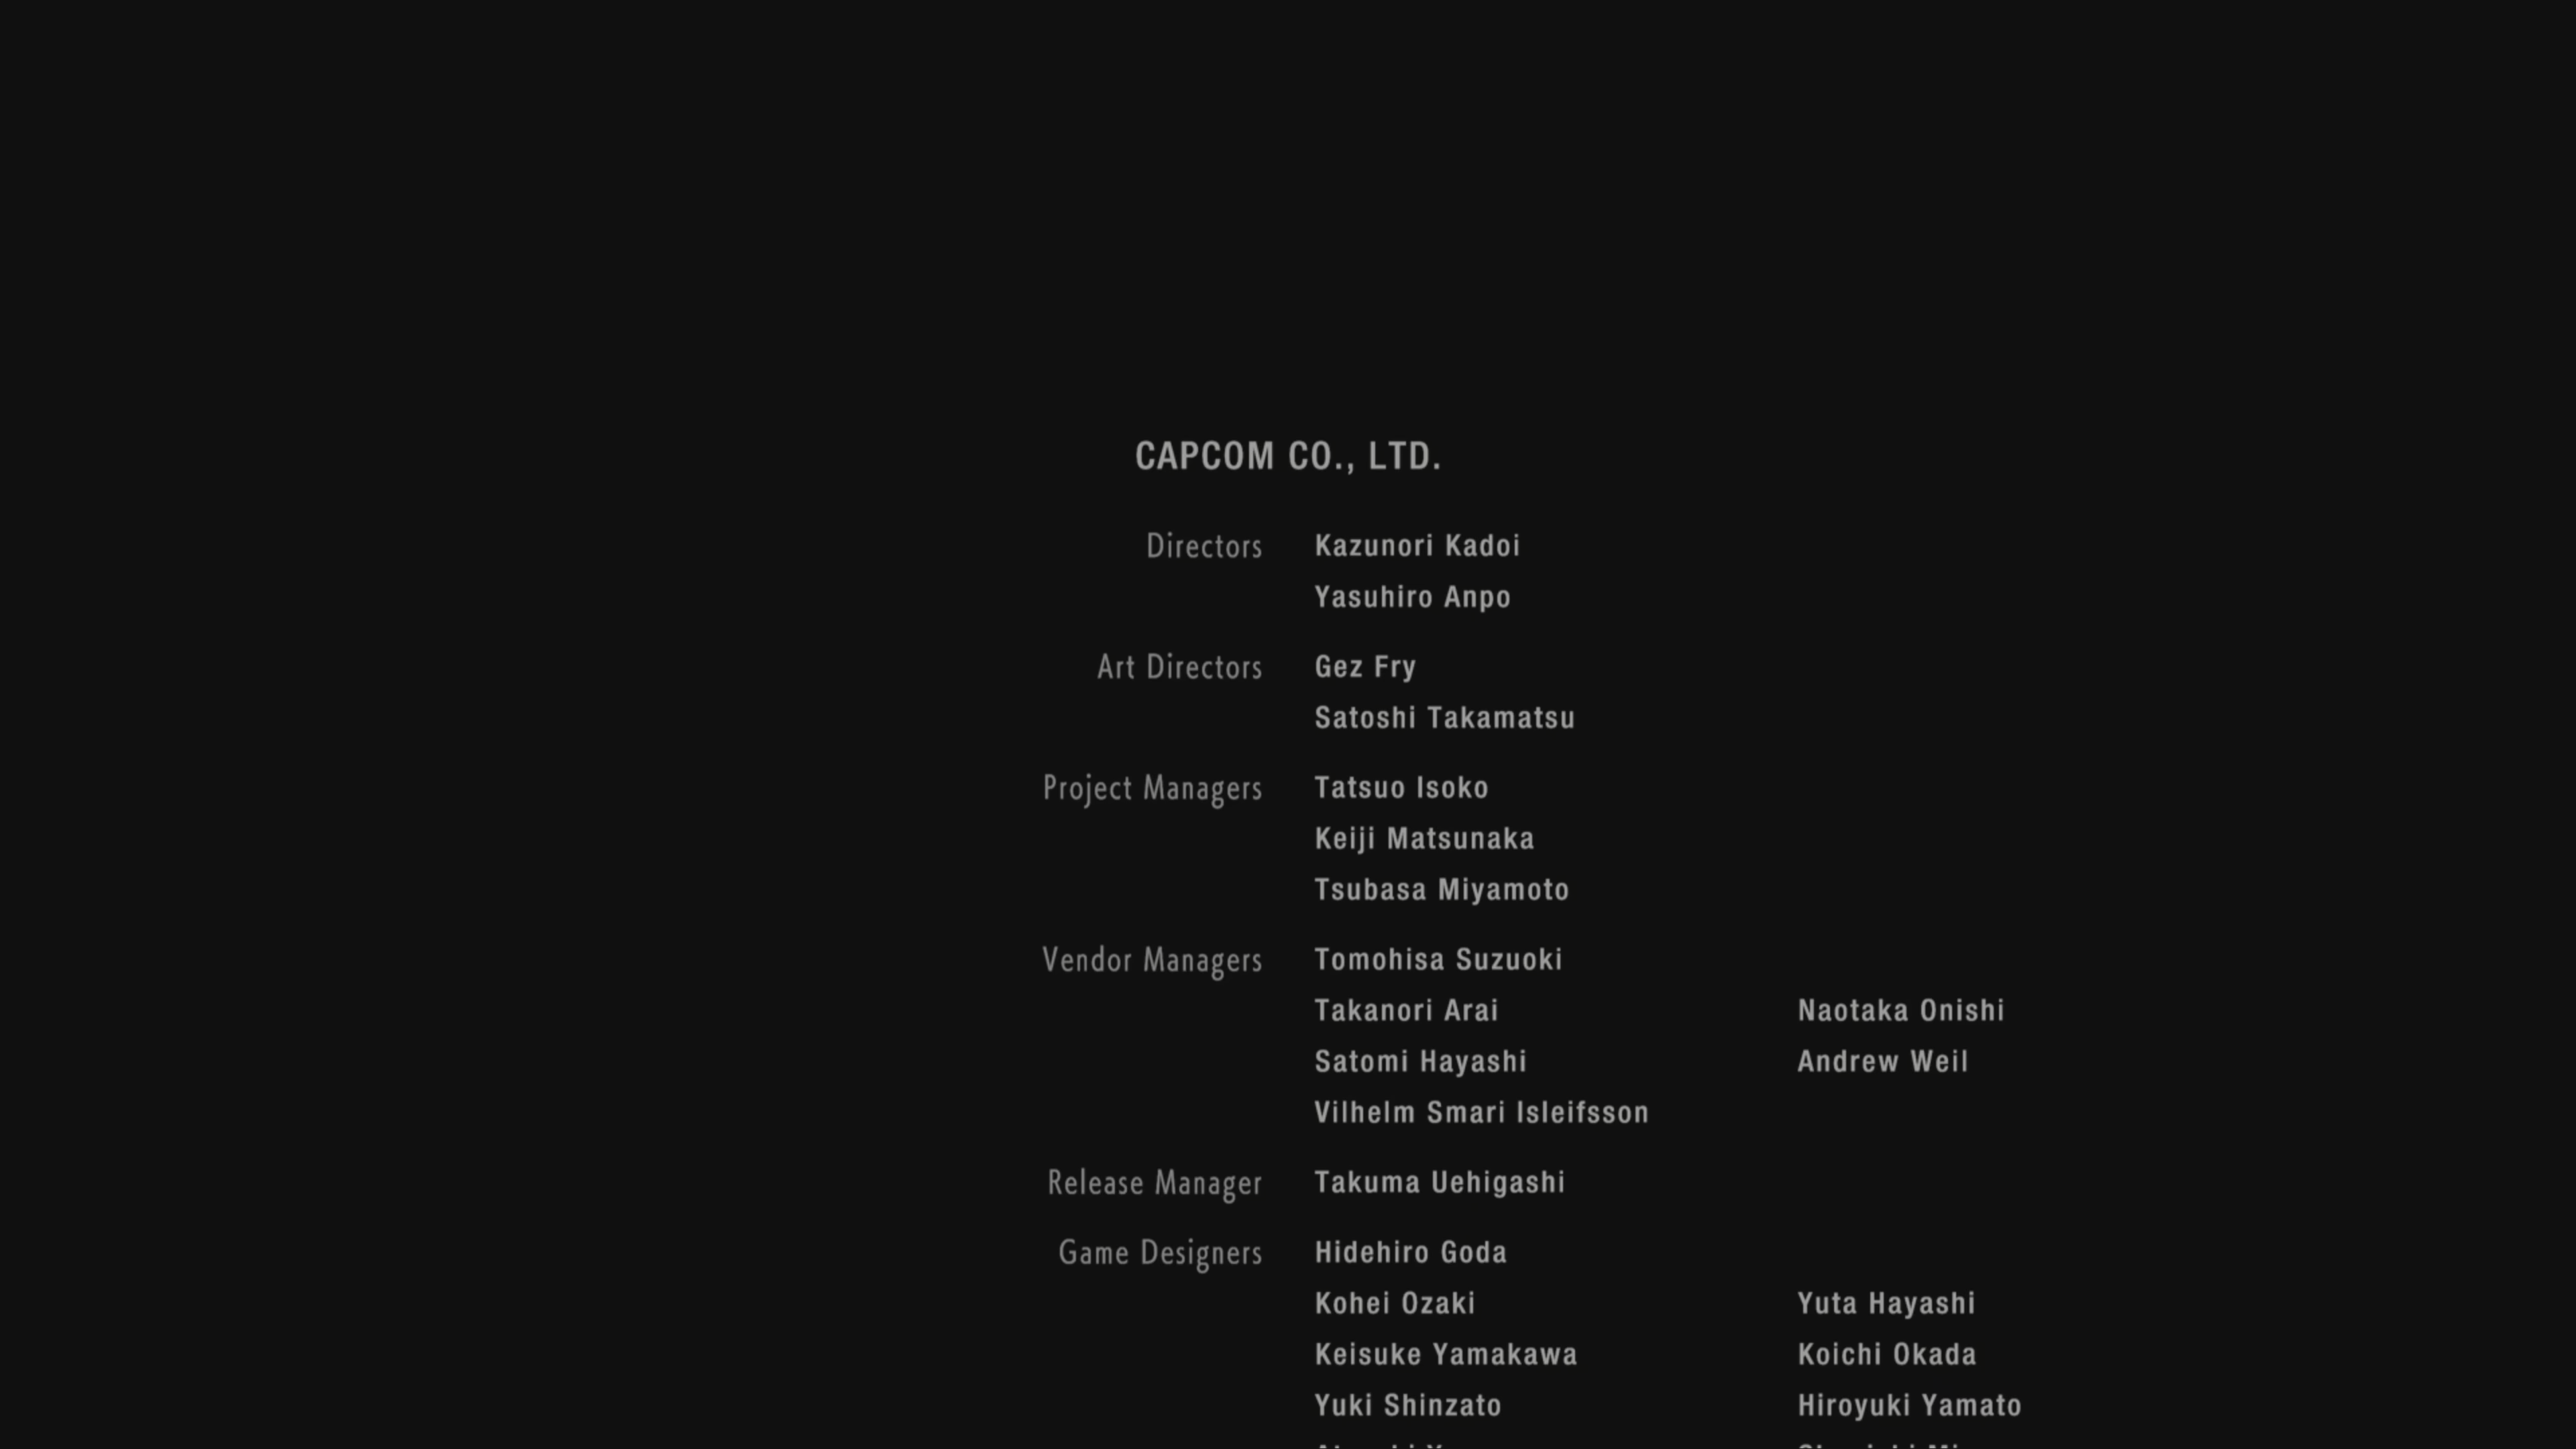 CAPCOM CO., LTD.
Directors Kazunori Kadoi
Yasuhiro Anpo
Art Directors Gez Fry
Satoshi Takamatsu
Project Managers Tatsuo Isoko
Keiji Matsunaka
Tsubasa Miyamoto
Vendor Managers Tomohisa Suzuoki
Takanori Arai Naotaka Onishi
Satomi Hayashi Andrew Weil
Vilhelm Smari Isleifsson
Release Manager Takuma Uehigashi
Game Designers Hidehiro Goda
Kohei Ozaki Yuta Hayashi
Keisuke Yamakawa Koichi Okada
Yuki Shinzato Hiroyuki Yamato